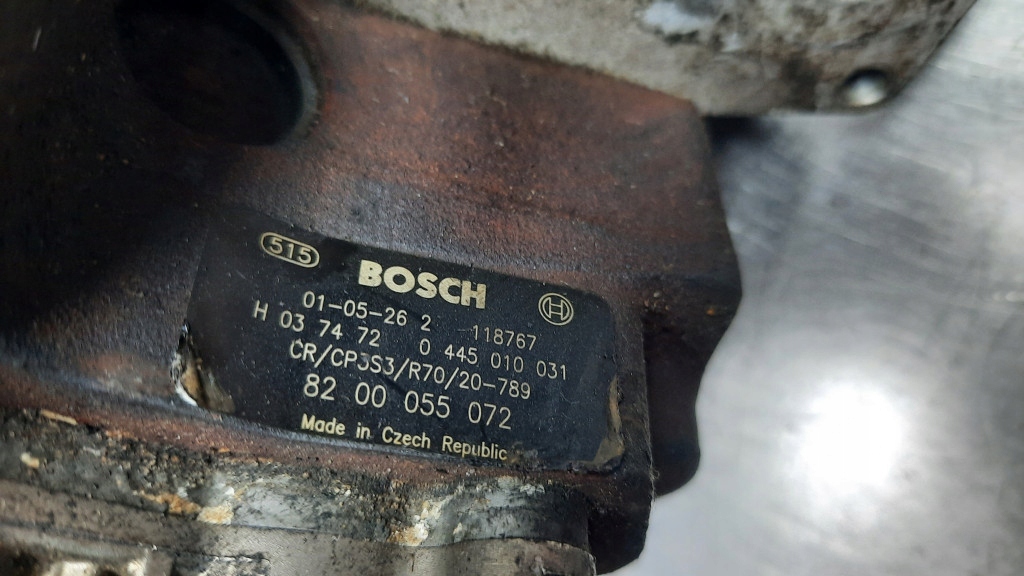 515 BOSCH
01-05-26 2 118767
H 03 74 72 0 445 010 031
CR/CP3S3/R70/20-789
82 00 055 072
Made in Czech Republic